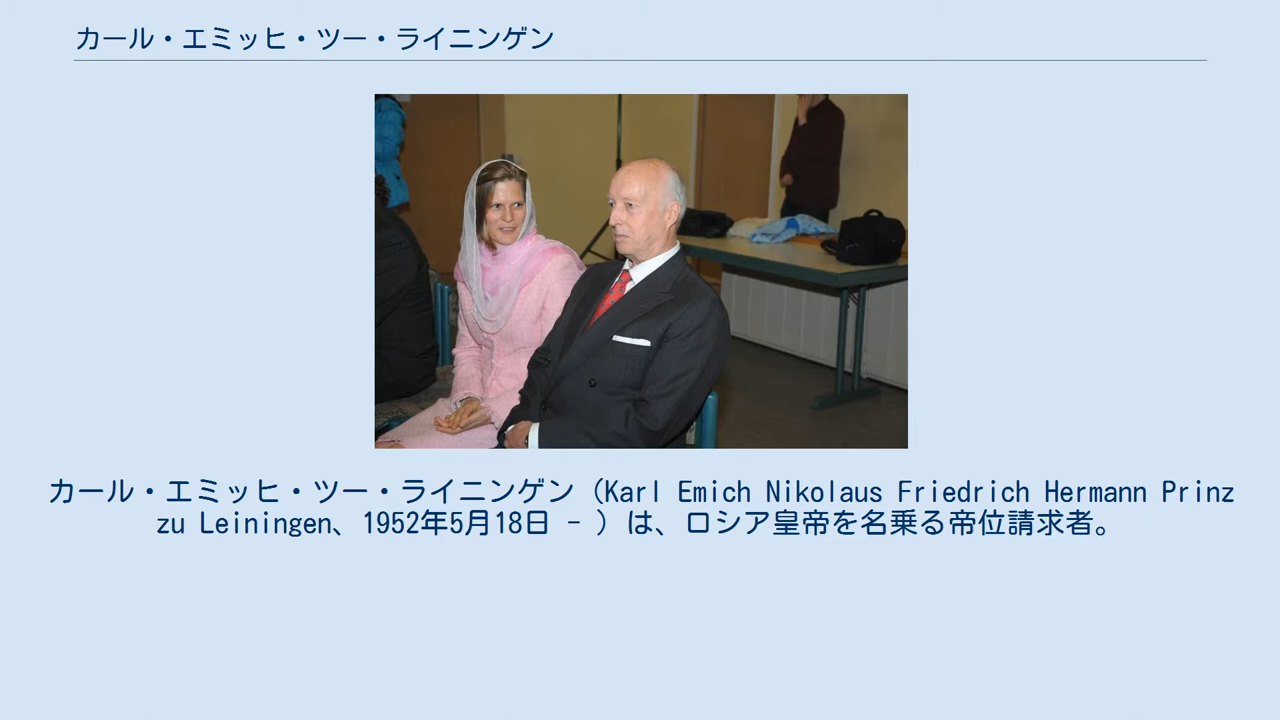 カール・エミッヒ・ツー・ライニンゲン
カール・エミッヒ・ツー・ライニンゲン（Karl Emich Nikolaus Friedrich Hermann Prinz
zu Leiningen、1952年5月18日 - ）は、ロシア皇帝を名乗る帝位請求者。